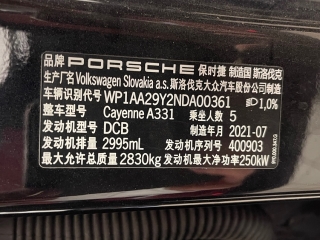 品牌 PORSCHE 保时捷 制造国 斯洛伐克
生产厂名 Volkswagen Slovakia a.s.斯洛伐克大众汽车股份公司制造
车辆识别代号 WP1AA29Y2NDA00361 1,0%
整车型号 Cayenne A331 乘坐人数 5
发动机型号 DCB 制造年月 2021-07
发动机排量 2995mL 发动机序列号 400903
最大允许总质量 2830kg 发动机最大净功率 250kW